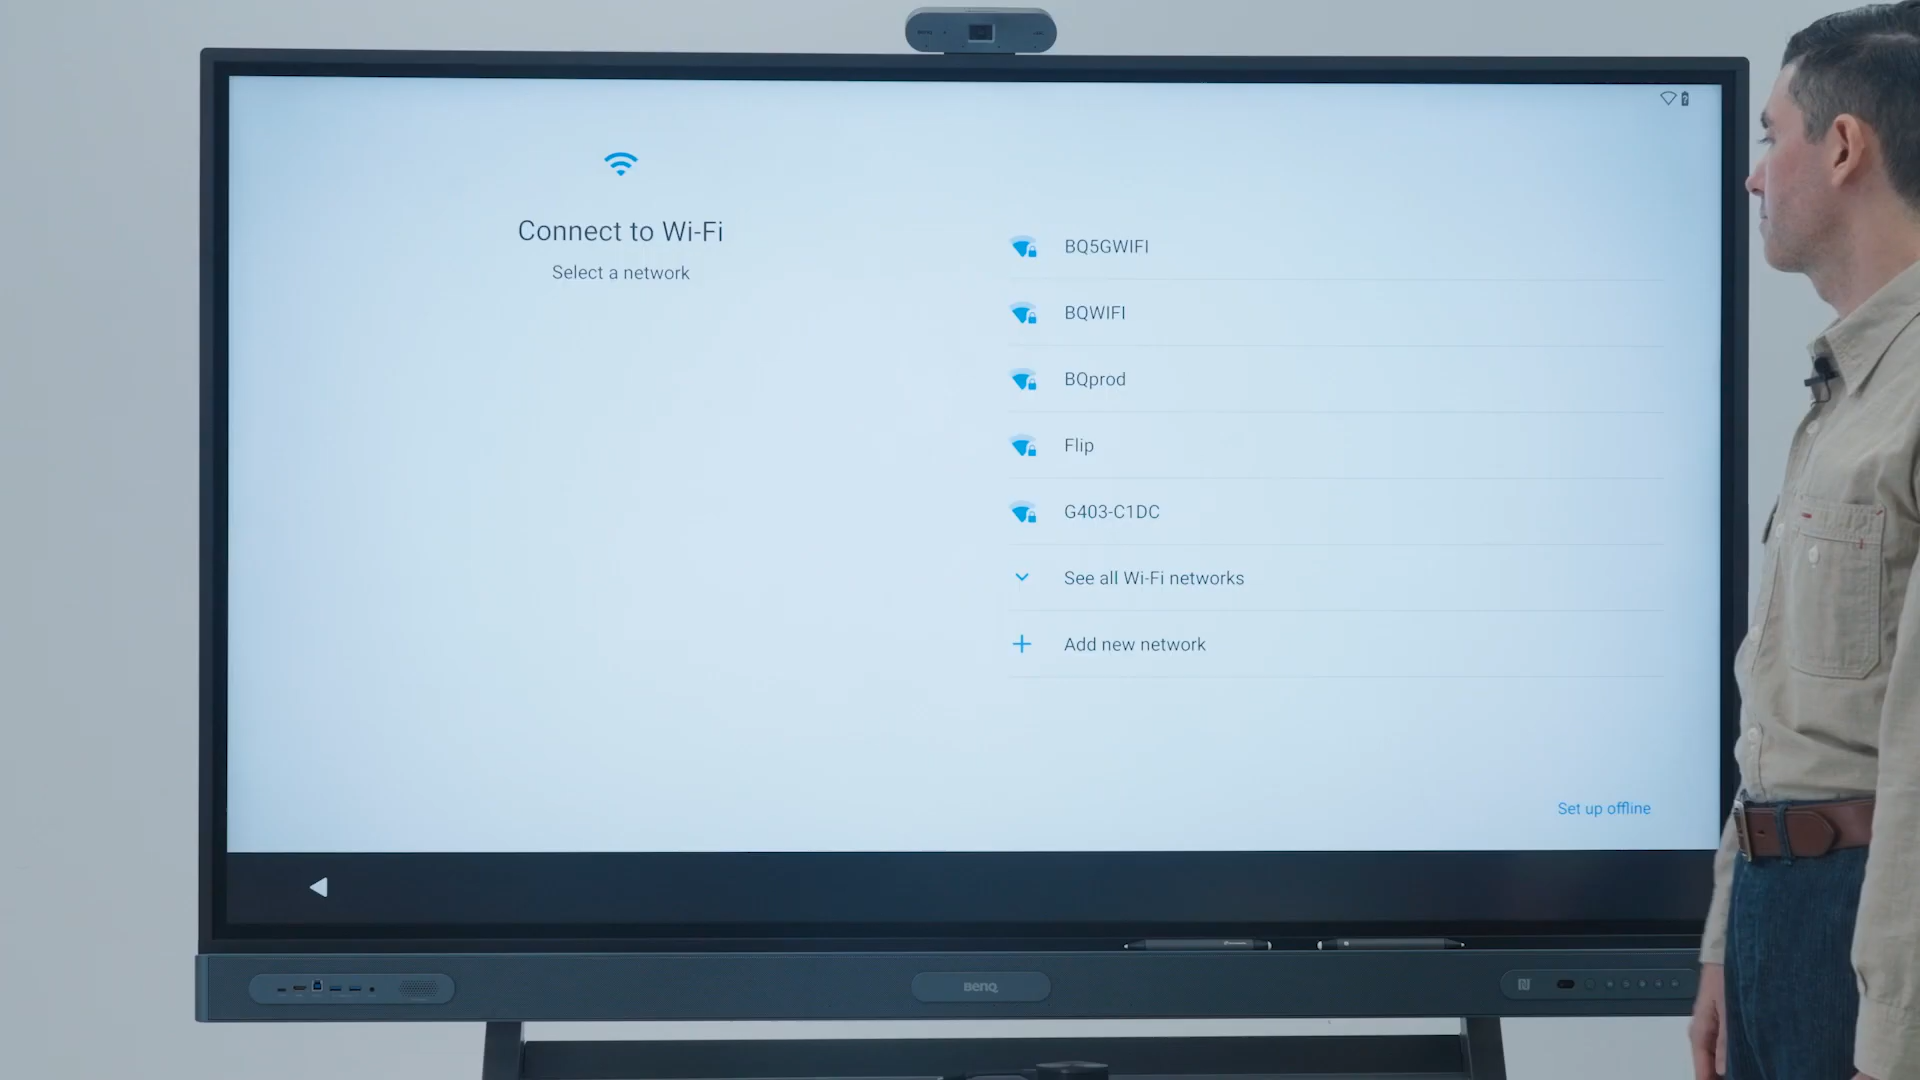 Connect to Wi-Fi
Select a network
BQ5GWIFI
BQWIFI
BQprod
Flip
G403-C1DC
See all Wi-Fi networks
Add new network
Set up offline
BenQ